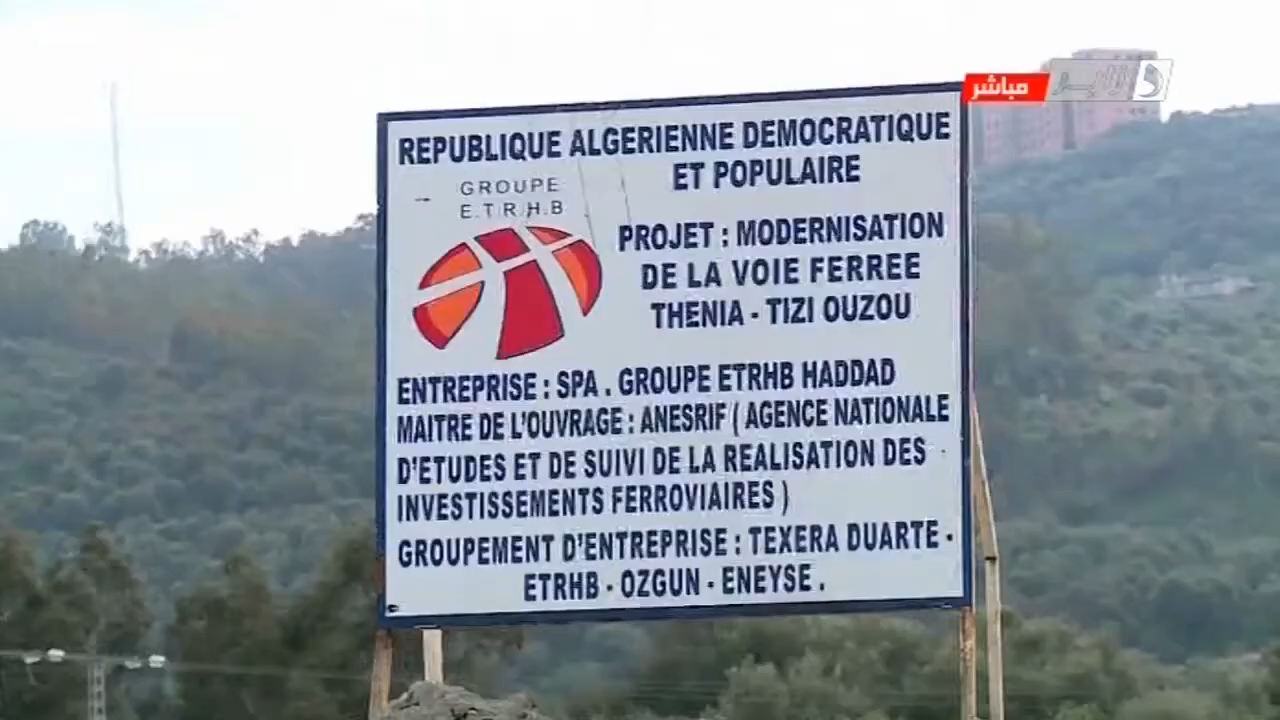 مباشر
REPUBLIQUE ALGERIENNE DEMOCRATIQUE
ET POPULAIRE
GROUPE
E.T.R.H.B
PROJET : MODERNISATION
DE LA VOIE FERREE
THENIA - TIZI OUZOU
ENTREPRISE : SPA . GROUPE ETRHB HADDAD
MAITRE DE L'OUVRAGE : ANESRIF ( AGENCE NATIONALE
D'ETUDES ET DE SUIVI DE LA REALISATION DES
INVESTISSEMENTS FERROVIAIRES )
GROUPEMENT D'ENTREPRISE : TEXERA DUARTE -
ETRHB - OZGUN - ENEYSE .